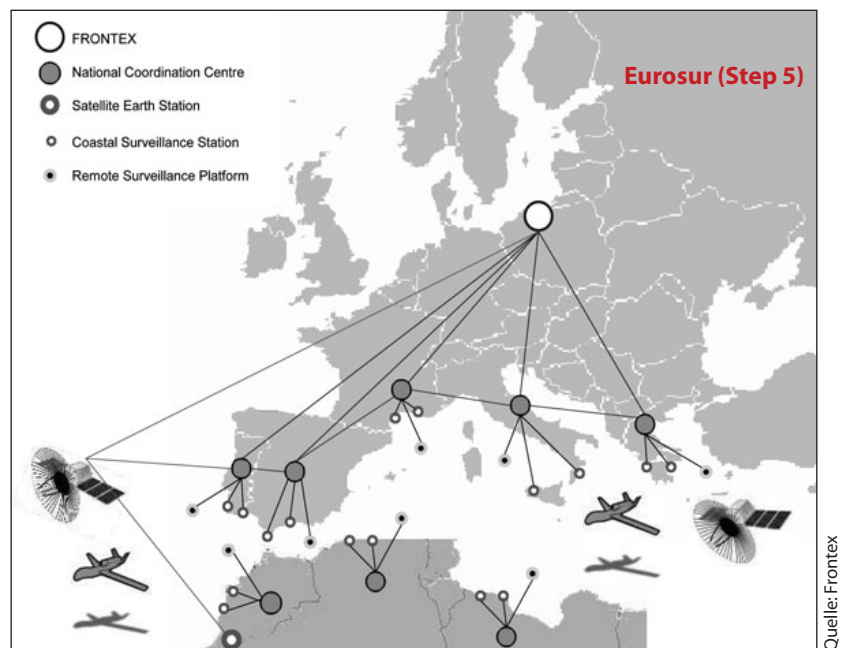 FRONTEX
National Coordination Centre
Satellite Earth Station
Coastal Surveillance Station
Remote Surveillance Platform
Eurosur (Step 5)
Quelle: Frontex